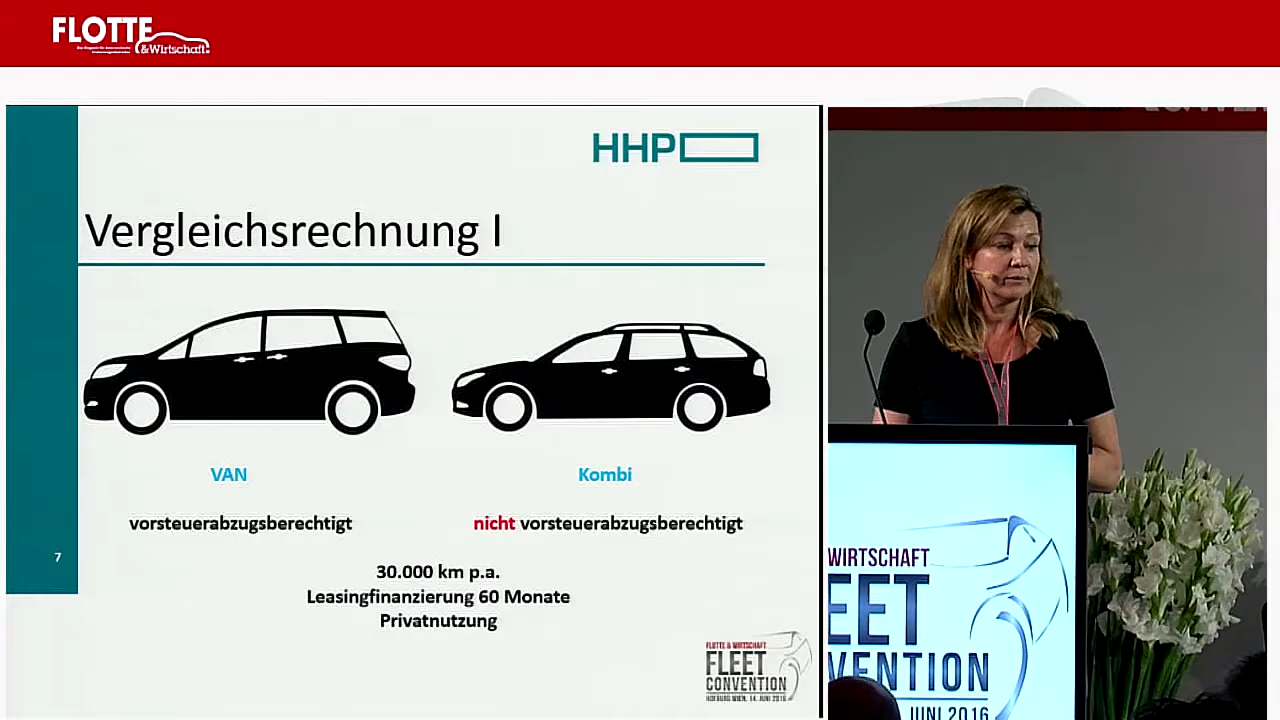 FLOTTE
&Wirtschaft
HHP
Vergleichsrechnung I
VAN
Kombi
vorsteuerabzugsberechtigt
nicht vorsteuerabzugsberechtigt
7
30.000 km p.a.
Leasingfinanzierung 60 Monate
Privatnutzung
FLOTTE & WIRTSCHAFT
FLEET
CONVENTION
HOFBURG WIEN, 14. JUNI 2016
WIRTSCHAFT
EET
VENTION
JUNI 2016